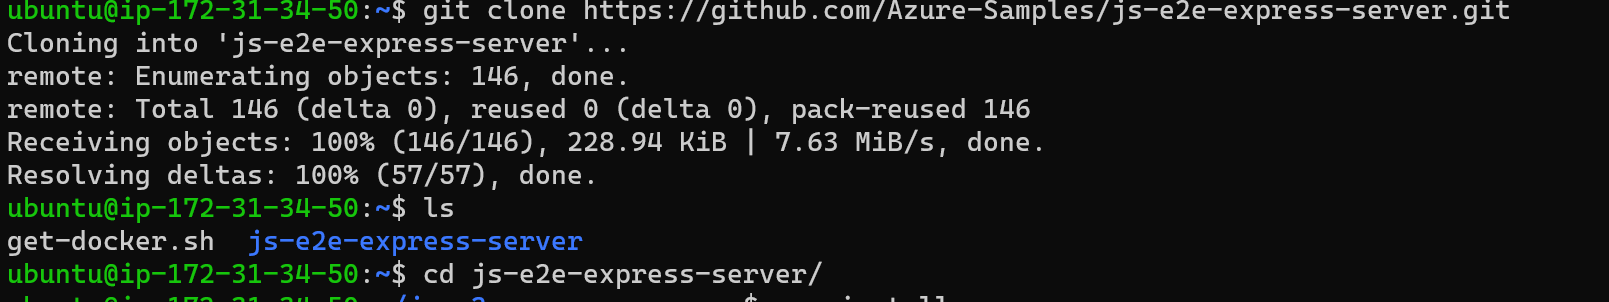 ubuntu@ip-172-31-34-50:~$ git clone https://github.com/Azure-Samples/js-e2e-express-server.git
Cloning into 'js-e2e-express-server'...
remote: Enumerating objects: 146, done.
remote: Total 146 (delta 0), reused 0 (delta 0), pack-reused 146
Receiving objects: 100% (146/146), 228.94 KiB | 7.63 MiB/s, done.
Resolving deltas: 100% (57/57), done.
ubuntu@ip-172-31-34-50:~$ ls
get-docker.sh  js-e2e-express-server
ubuntu@ip-172-31-34-50:~$ cd js-e2e-express-server/